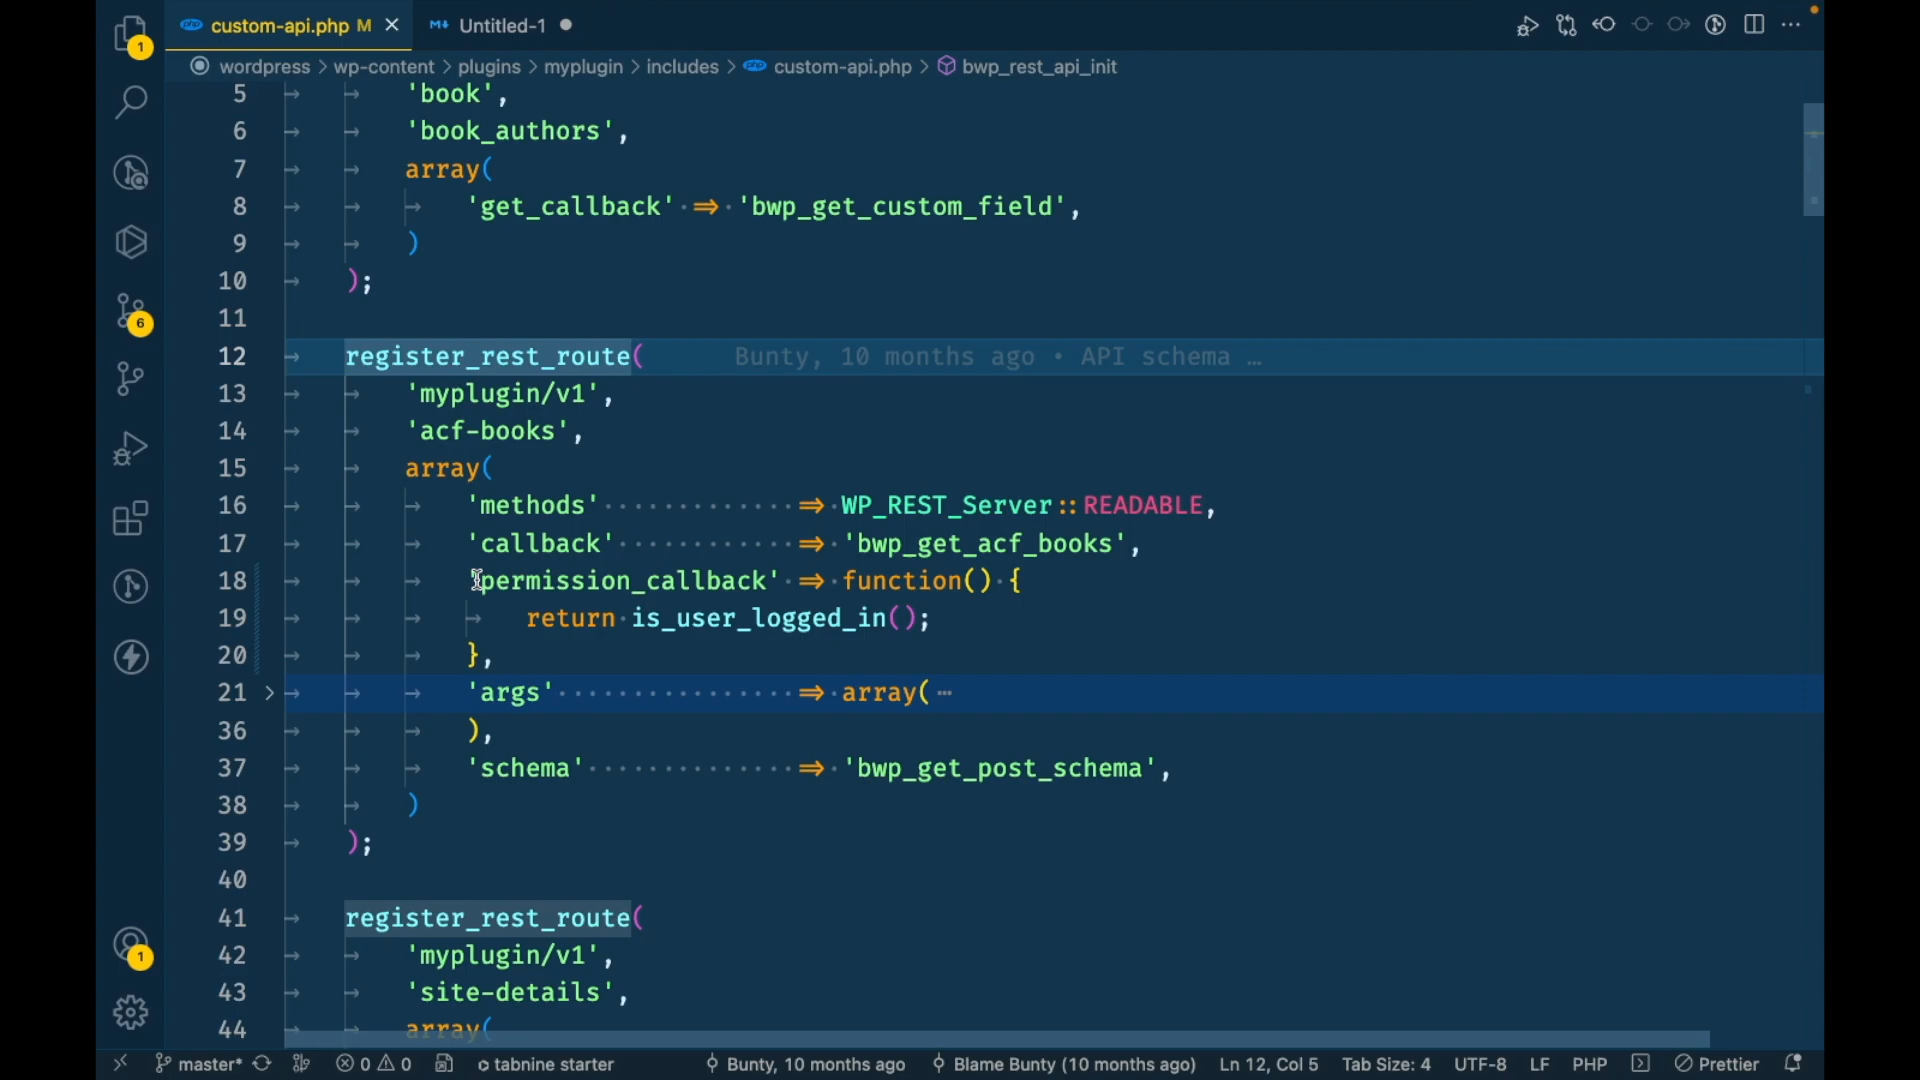 custom-api.php M
Untitled-1
wordpress > wp-content > plugins > myplugin > includes > custom-api.php > bwp_rest_api_init
5 'book',
6 'book_authors',
7 array(
8 'get_callback' => 'bwp_get_custom_field',
9 )
10 );
11
12 register_rest_route( Bunty, 10 months ago • API schema …
13 'myplugin/v1',
14 'acf-books',
15 array(
16 'methods' => WP_REST_Server::READABLE,
17 'callback' => 'bwp_get_acf_books',
18 'permission_callback' => function() {
19 return is_user_logged_in();
20 },
21 'args' => array( ⋯
36 ),
37 'schema' => 'bwp_get_post_schema',
38 )
39 );
40
41 register_rest_route(
42 'myplugin/v1',
43 'site-details',
44 array(
1
6
1
master* 0 0 tabnine starter Bunty, 10 months ago Blame Bunty (10 months ago) Ln 12, Col 5 Tab Size: 4 UTF-8 LF PHP Prettier